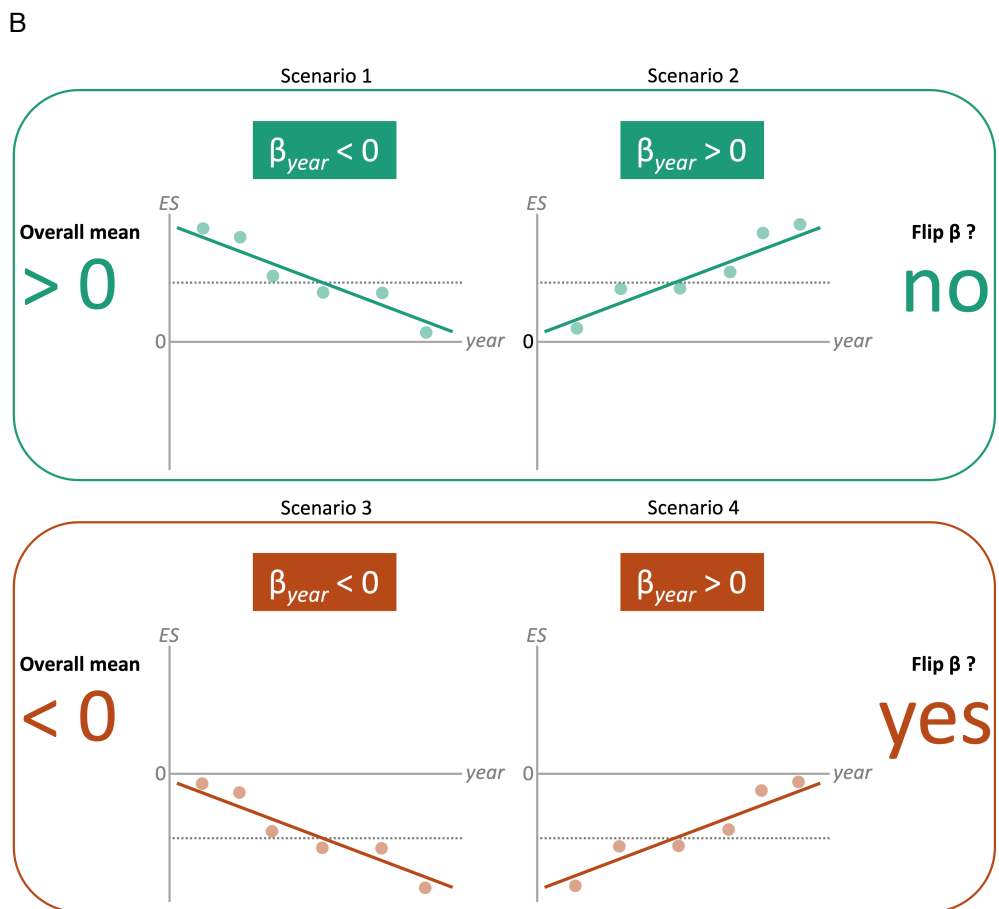 B
Scenario 1
Scenario 2
βyear < 0
βyear > 0
ES
ES
Overall mean
> 0
Flip β ?
no
0
year
0
year
Scenario 3
Scenario 4
βyear < 0
βyear > 0
ES
ES
Overall mean
< 0
Flip β ?
yes
0
year
0
year